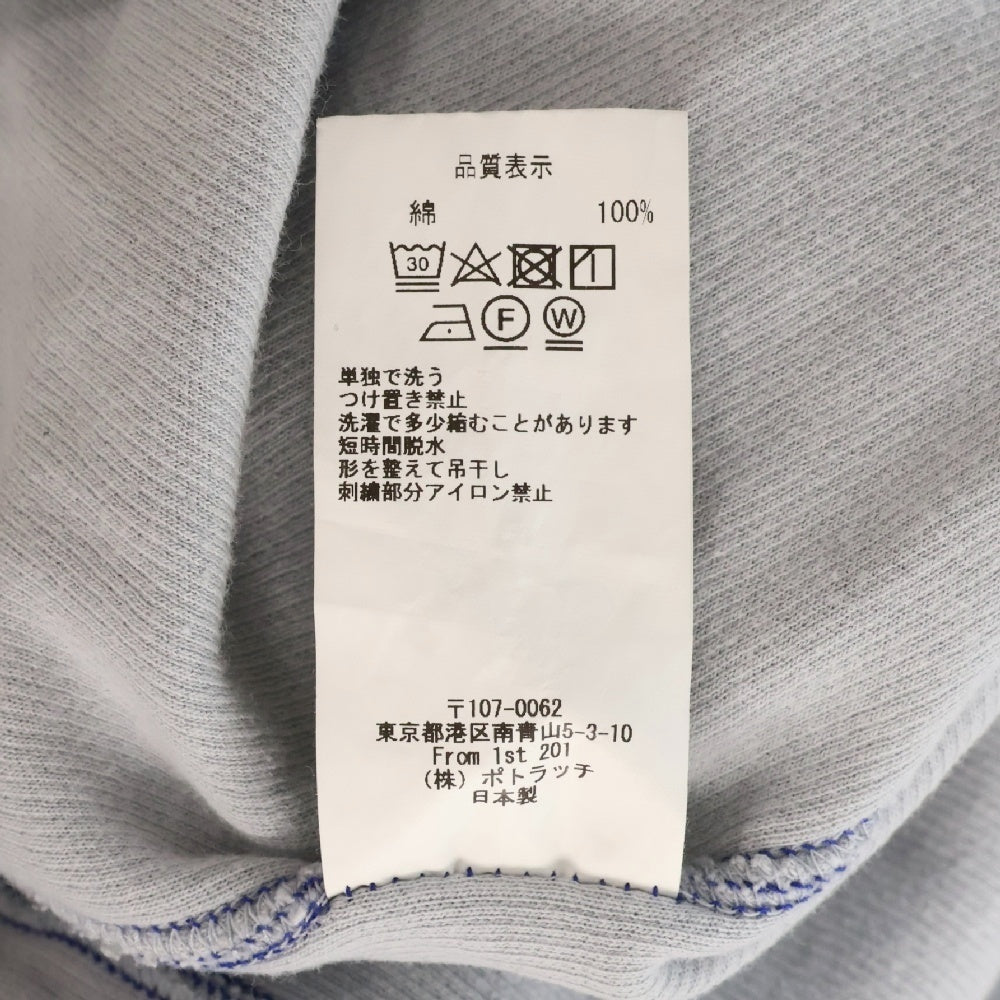 品質表示
綿 100%
30
F W
単独で洗う
つけ置き禁止
洗濯で多少縮むことがあります
短時間脱水
形を整えて吊干し
刺繍部分アイロン禁止
〒107-0062
東京都港区南青山5-3-10
From 1st 201
(株) ポトラッチ
日本製